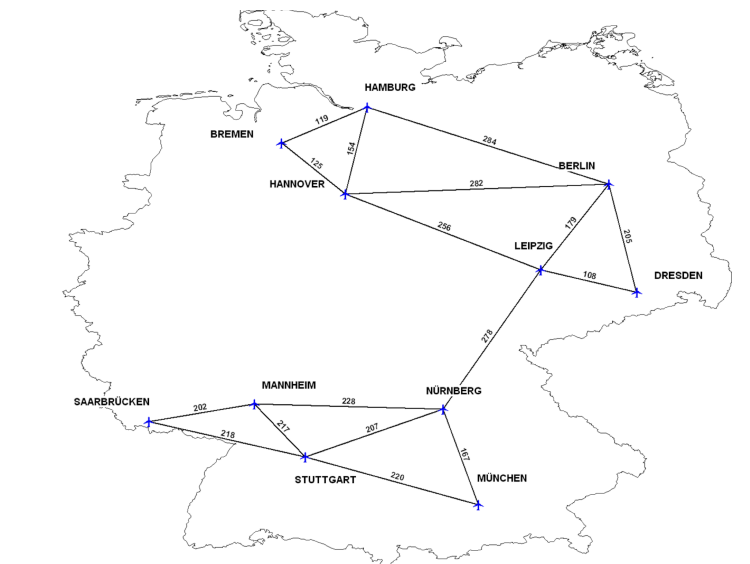 HAMBURG
119
BREMEN
154
284
125
BERLIN
HANNOVER
282
256
179
205
LEIPZIG
108
DRESDEN
278
MANNHEIM
NÜRNBERG
SAARBRÜCKEN
202
228
217
207
218
167
220
MÜNCHEN
STUTTGART